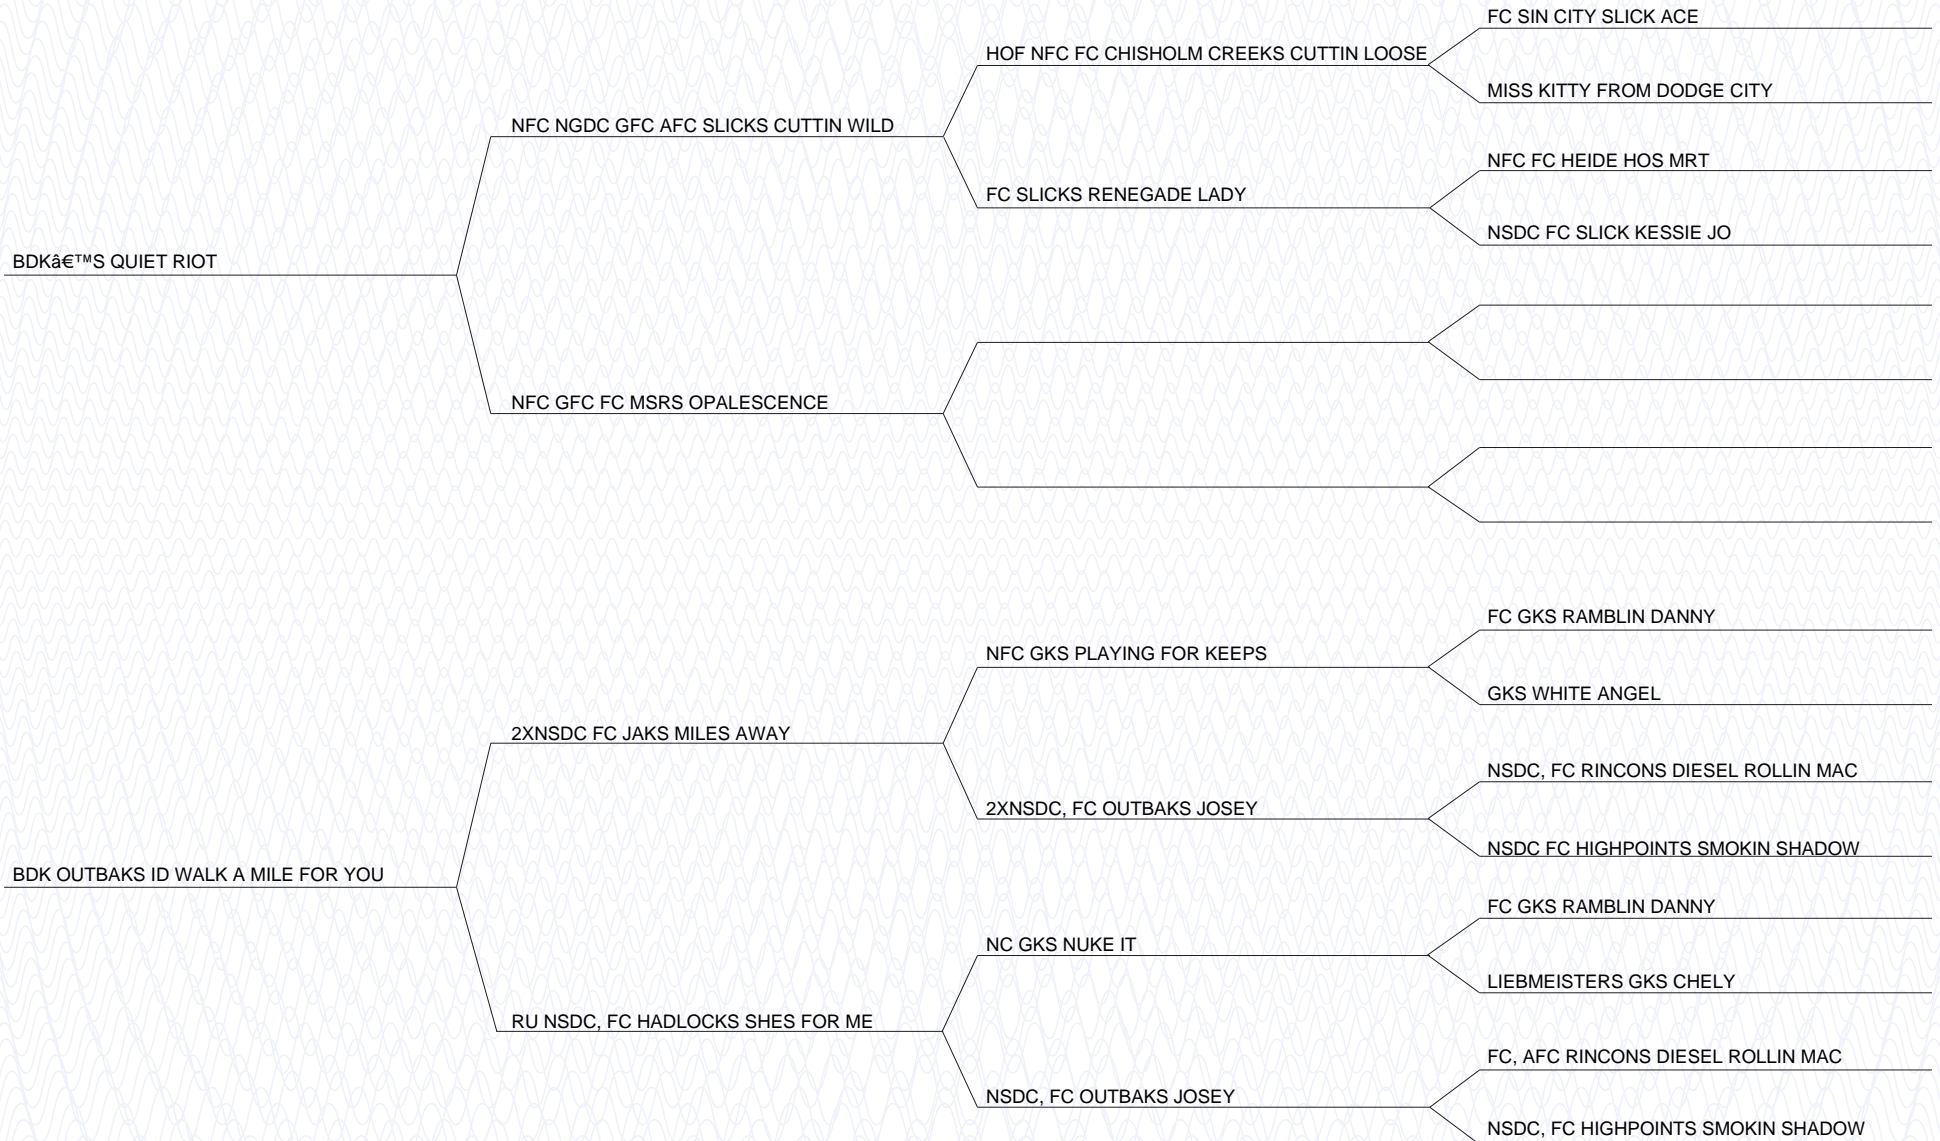 FC SIN CITY SLICK ACE
HOF NFC FC CHISHOLM CREEKS CUTTIN LOOSE
MISS KITTY FROM DODGE CITY
NFC NGDC GFC AFC SLICKS CUTTIN WILD
NFC FC HEIDE HOS MRT
FC SLICKS RENEGADE LADY
NSDC FC SLICK KESSIE JO
BDKâ€™S QUIET RIOT
NFC GFC FC MSRS OPALESCENCE
FC GKS RAMBLIN DANNY
NFC GKS PLAYING FOR KEEPS
GKS WHITE ANGEL
2XNSDC FC JAKS MILES AWAY
NSDC, FC RINCONS DIESEL ROLLIN MAC
2XNSDC, FC OUTBAKS JOSEY
NSDC FC HIGHPOINTS SMOKIN SHADOW
BDK OUTBAKS ID WALK A MILE FOR YOU
FC GKS RAMBLIN DANNY
NC GKS NUKE IT
LIEBMEISTERS GKS CHELY
RU NSDC, FC HADLOCKS SHES FOR ME
FC, AFC RINCONS DIESEL ROLLIN MAC
NSDC, FC OUTBAKS JOSEY
NSDC, FC HIGHPOINTS SMOKIN SHADOW